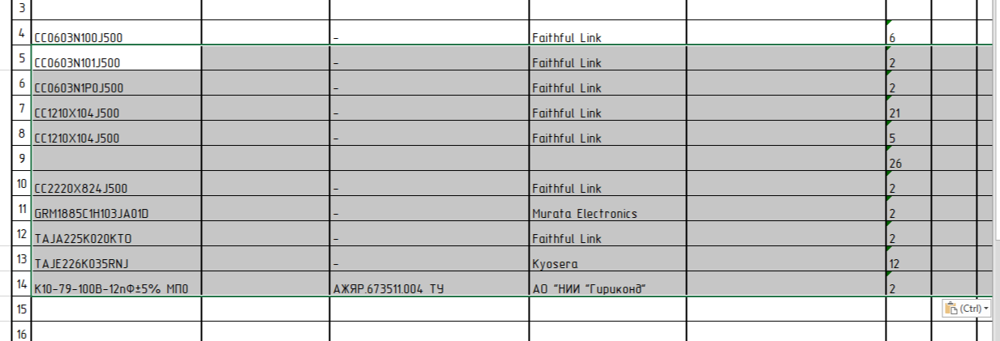 3
4 CC0603N100J500 - Faithful Link 6
5 CC0603N101J500 - Faithful Link 2
6 CC0603N1P0J500 - Faithful Link 2
7 CC1210X104J500 - Faithful Link 21
8 CC1210X104J500 - Faithful Link 5
9 26
10 CC2220X824J500 - Faithful Link 2
11 GRM1885C1H103JA01D - Murata Electronics 2
12 TAJA225K020KTO - Faithful Link 2
13 TAJE226K035RNJ - Kyosera 12
14 К10-79-100В-12пФ±5% МПО АЖЯР.673511.004 ТУ АО "НИИ "Гириконд" 2
15 (Ctrl)
16